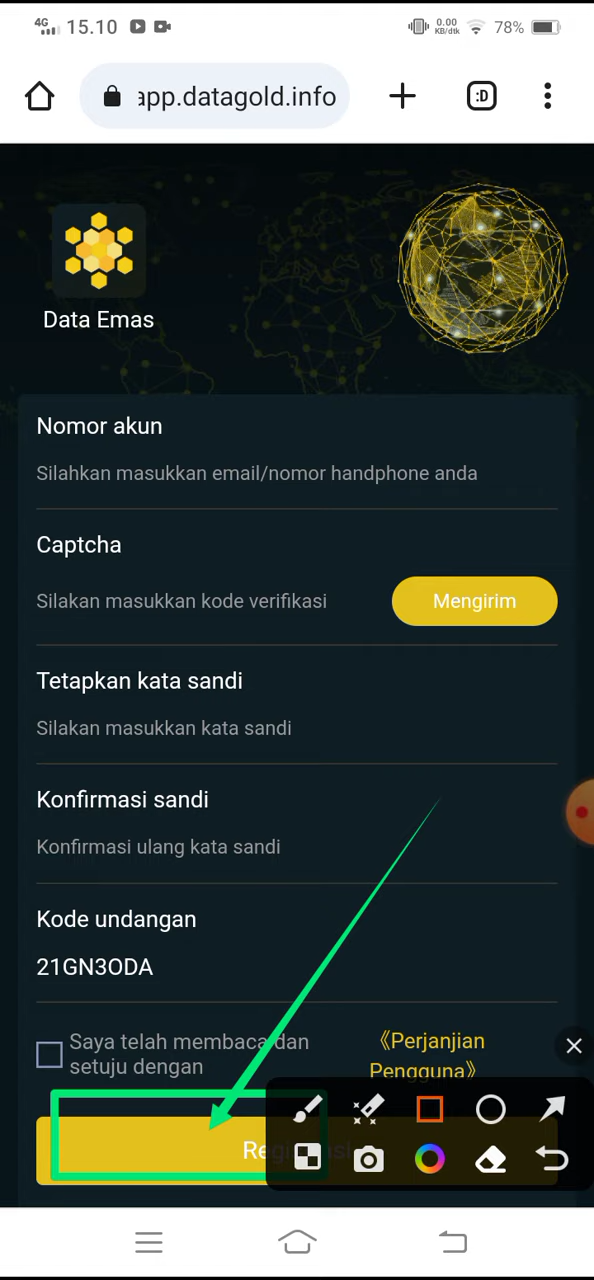 4G 15.10 0.00 KB/dtk 78%
app.datagold.info :D
Data Emas
Nomor akun
Silahkan masukkan email/nomor handphone anda
Captcha
Silakan masukkan kode verifikasi Mengirim
Tetapkan kata sandi
Silakan masukkan kata sandi
Konfirmasi sandi
Konfirmasi ulang kata sandi
Kode undangan
21GN3ODA
Saya telah membaca dan
setuju dengan
《Perjanjian
Pengguna》